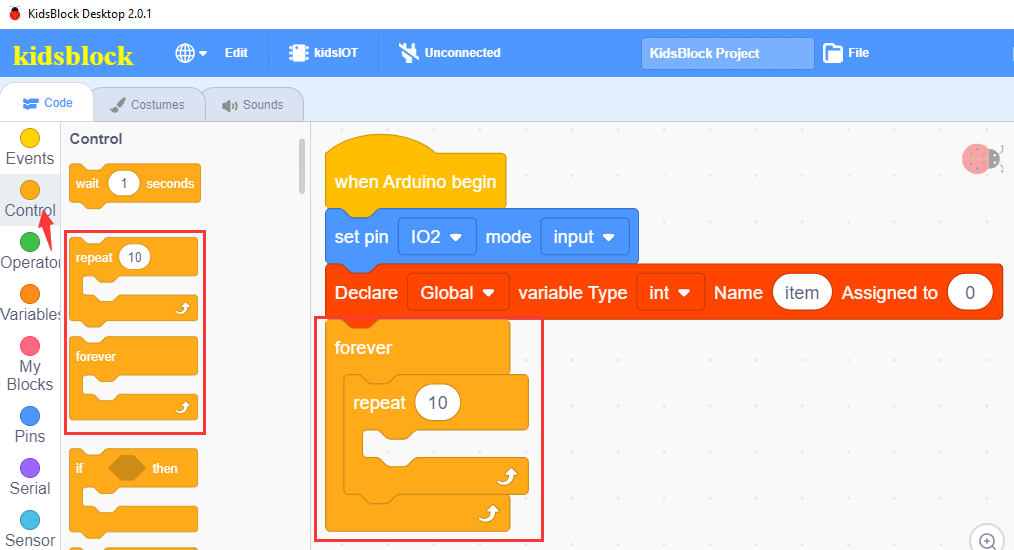 KidsBlock Desktop 2.0.1
kidsblock
Edit
kidsIOT
Unconnected
KidsBlock Project
File
Code
Costumes
Sounds
Events
Control
Operator
Variables
My
Blocks
Pins
Serial
Sensor
Control
wait 1 seconds
repeat 10
forever
if then
when Arduino begin
set pin IO2 mode input
Declare Global variable Type int Name item Assigned to 0
forever
repeat 10